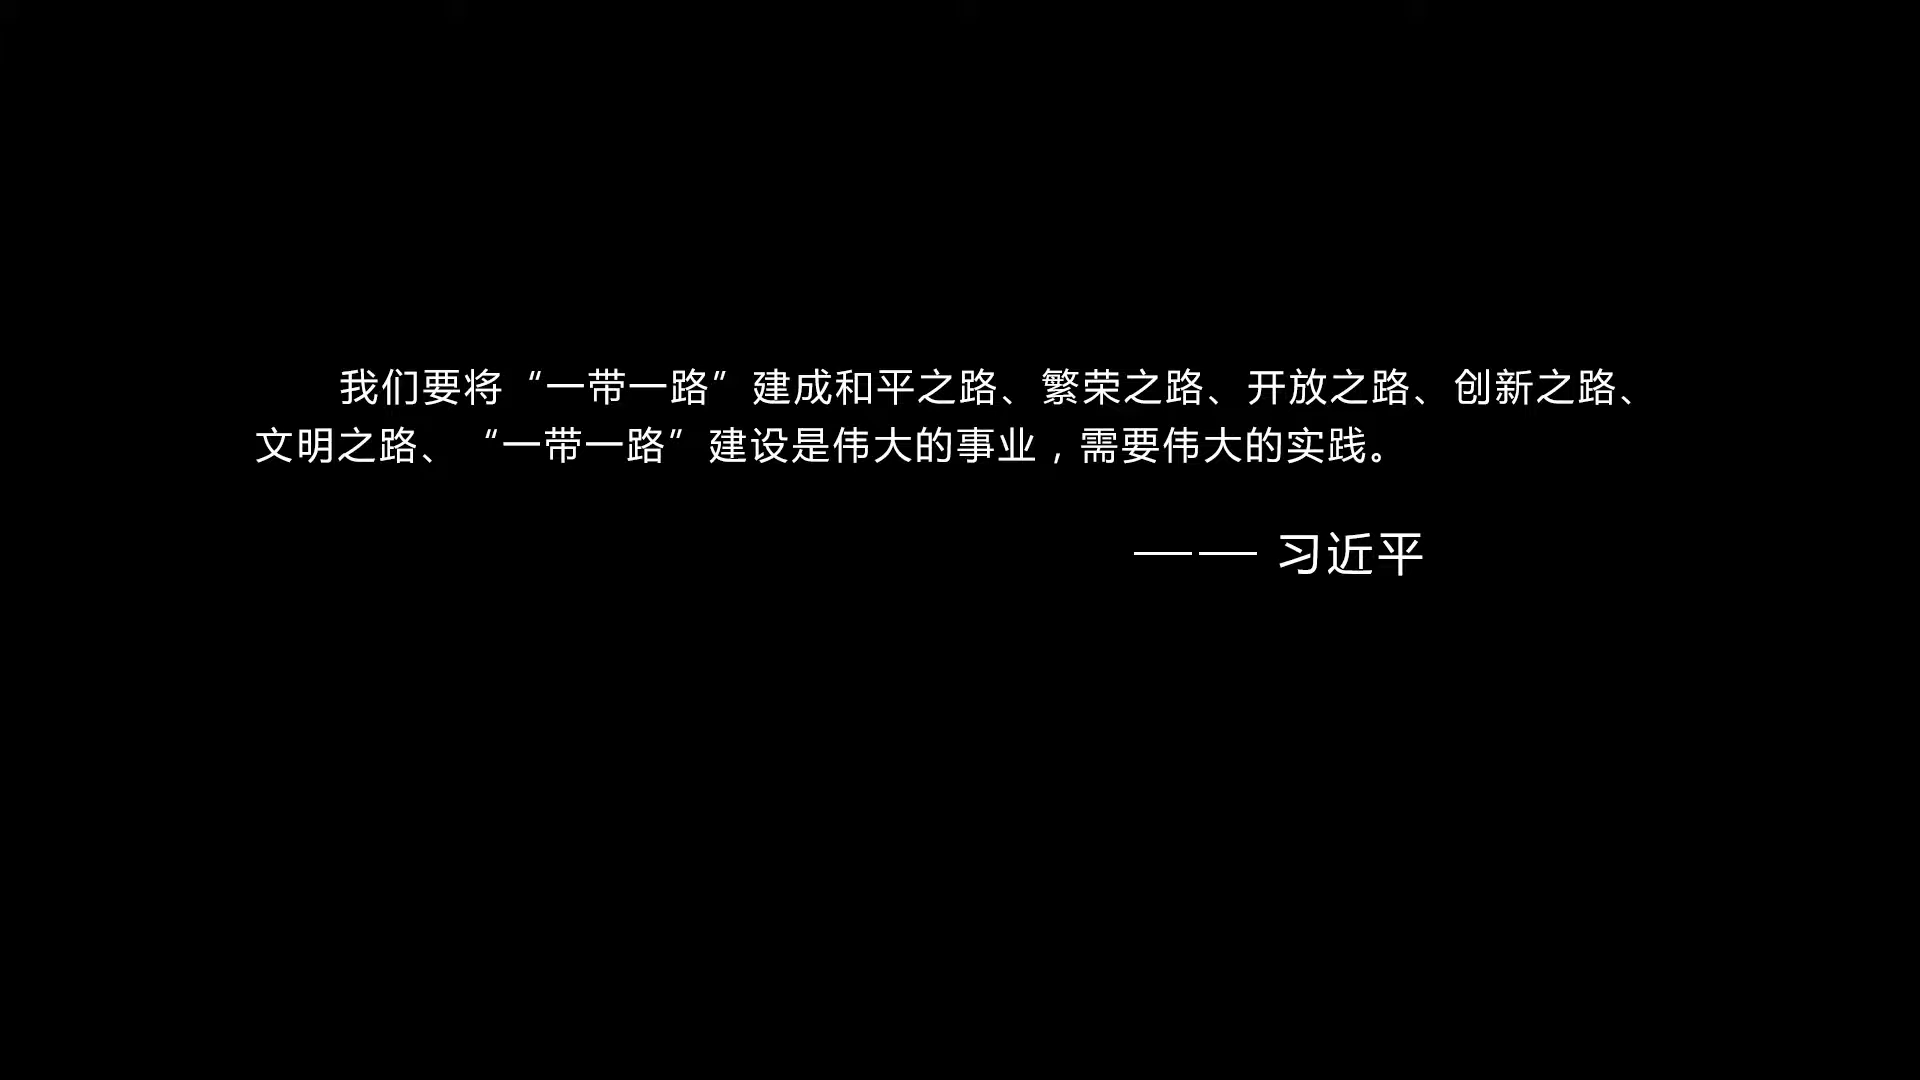 我们要将“一带一路”建成和平之路、繁荣之路、开放之路、创新之路、
文明之路、“一带一路”建设是伟大的事业，需要伟大的实践。
—— 习近平